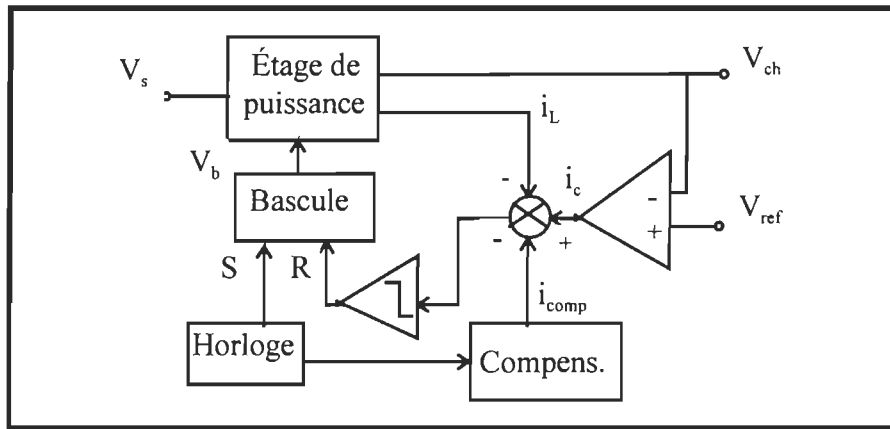 V_s
Étage de
puissance
V_ch
i_L
V_b
Bascule
-
i_c
-
+
V_ref
-
+
S
R
i_comp
Horloge
Compens.